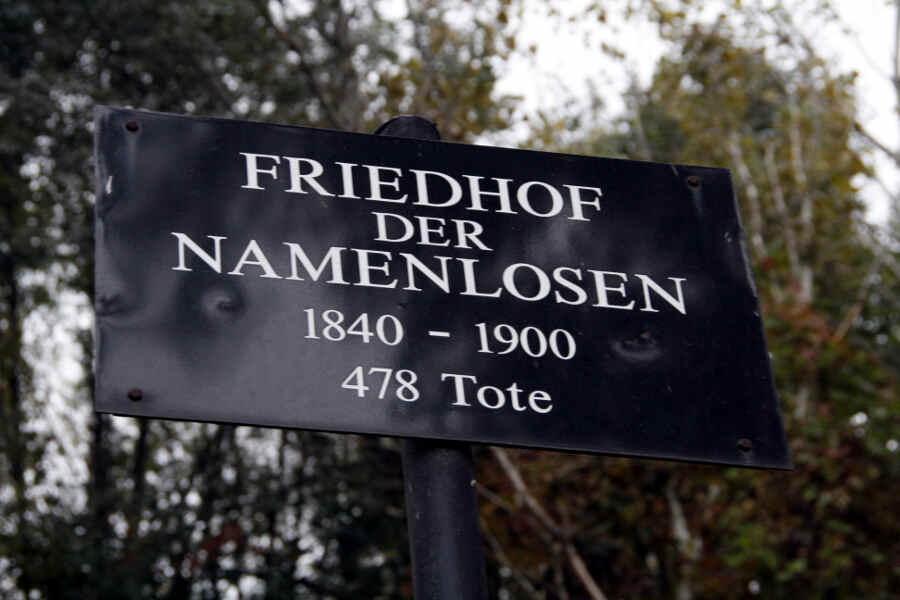 FRIEDHOF
DER
NAMENLOSEN
1840 - 1900
478 Tote